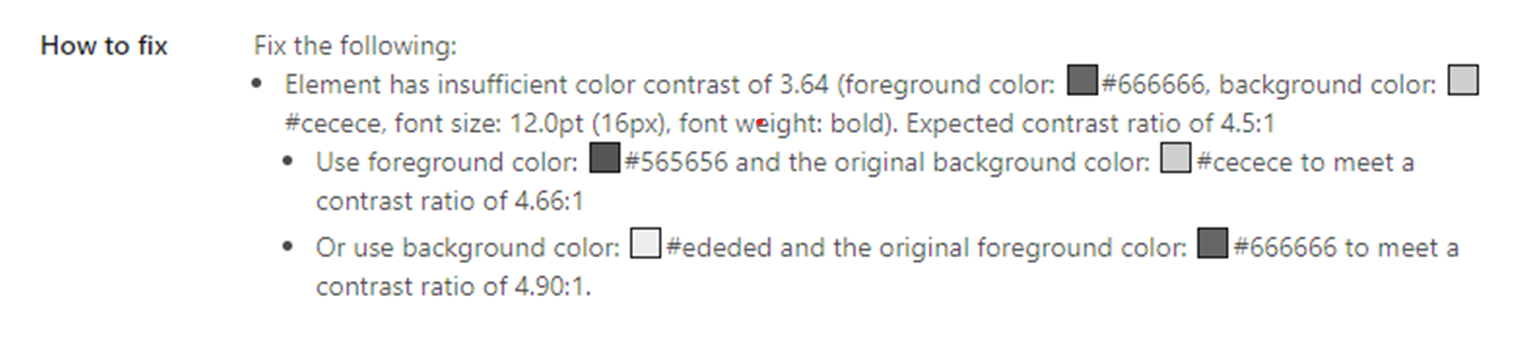 How to fix
Fix the following:
• Element has insufficient color contrast of 3.64 (foreground color: #666666, background color:
#cecece, font size: 12.0pt (16px), font weight: bold). Expected contrast ratio of 4.5:1
• Use foreground color: #565656 and the original background color: #cecece to meet a
contrast ratio of 4.66:1
• Or use background color: #ededed and the original foreground color: #666666 to meet a
contrast ratio of 4.90:1.